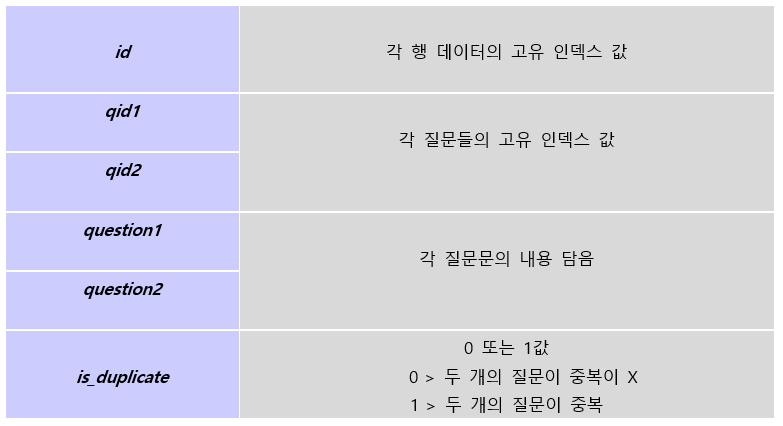 id
각 행 데이터의 고유 인덱스 값
qid1
각 질문들의 고유 인덱스 값
qid2
question1
각 질문문의 내용 담음
question2
is_duplicate
0 또는 1값
0 > 두 개의 질문이 중복이 X
1 > 두 개의 질문이 중복